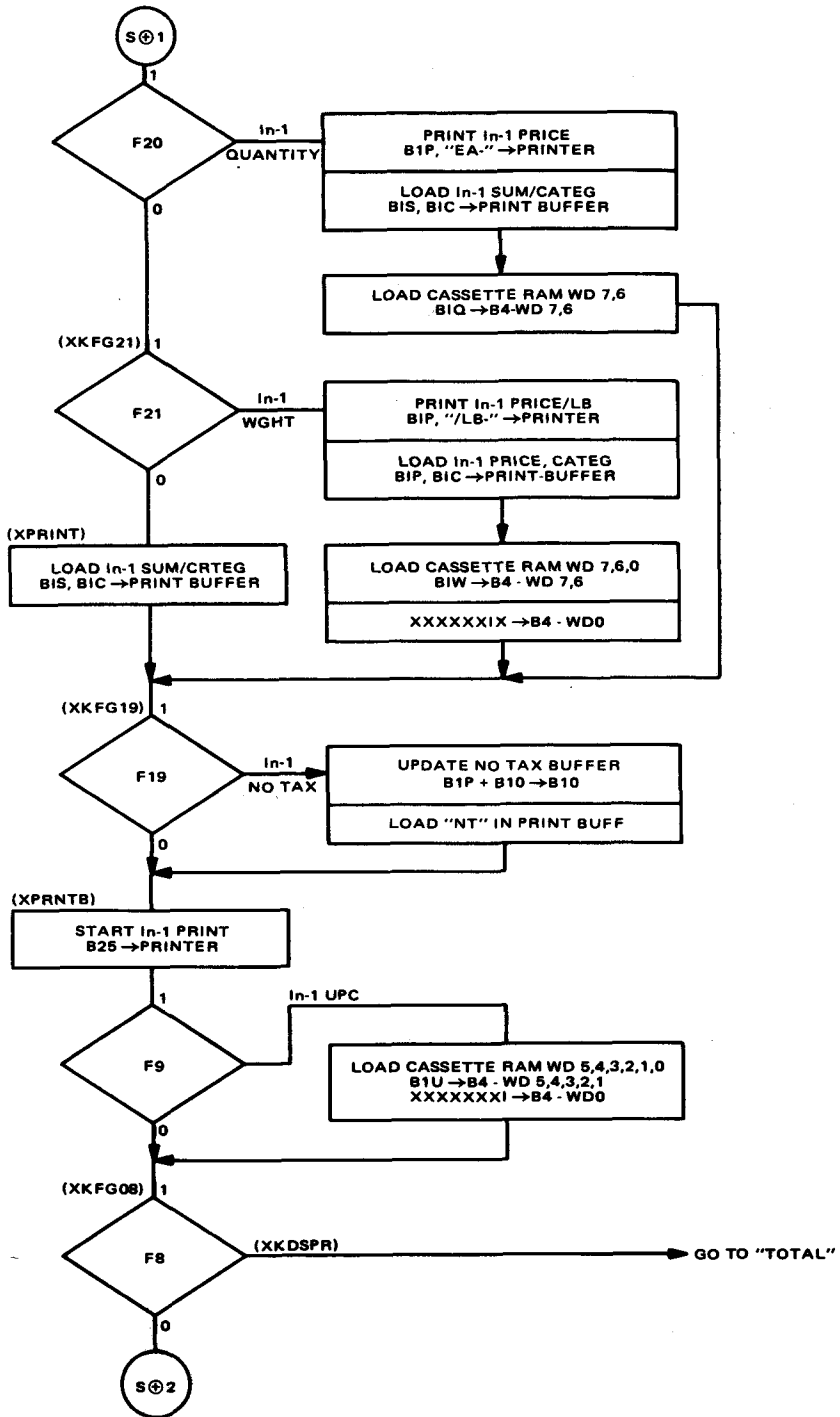 S⊕1
1
F20
In-1
QUANTITY
0
PRINT In-1 PRICE
B1P, "EA-" →PRINTER
LOAD In-1 SUM/CATEG
BIS, BIC →PRINT BUFFER
LOAD CASSETTE RAM WD 7,6
BIQ →B4-WD 7,6
(XKFG21)
1
F21
In-1
WGHT
0
PRINT In-1 PRICE/LB
BIP, "/LB-" →PRINTER
LOAD In-1 PRICE, CATEG
BIP, BIC →PRINT-BUFFER
(XPRINT)
LOAD In-1 SUM/CRTEG
BIS, BIC →PRINT BUFFER
LOAD CASSETTE RAM WD 7,6,0
BIW →B4 - WD 7,6
XXXXXXIX →B4 - WD0
(XKFG19)
1
F19
In-1
NO TAX
0
UPDATE NO TAX BUFFER
B1P + B10 →B10
LOAD "NT" IN PRINT BUFF
(XPRNTB)
START In-1 PRINT
B25 →PRINTER
1
In-1 UPC
F9
0
LOAD CASSETTE RAM WD 5,4,3,2,1,0
B1U →B4 - WD 5,4,3,2,1
XXXXXXXI →B4 - WD0
(XKFG08)
1
F8
(XKDSPR)
GO TO "TOTAL"
0
S⊕2